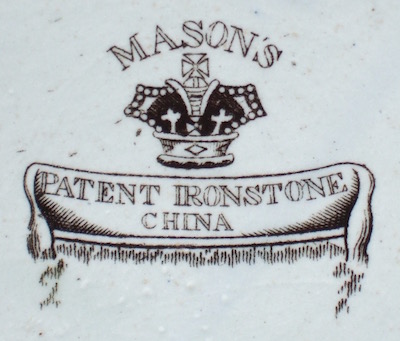 MASON'S
PATENT IRONSTONE
CHINA